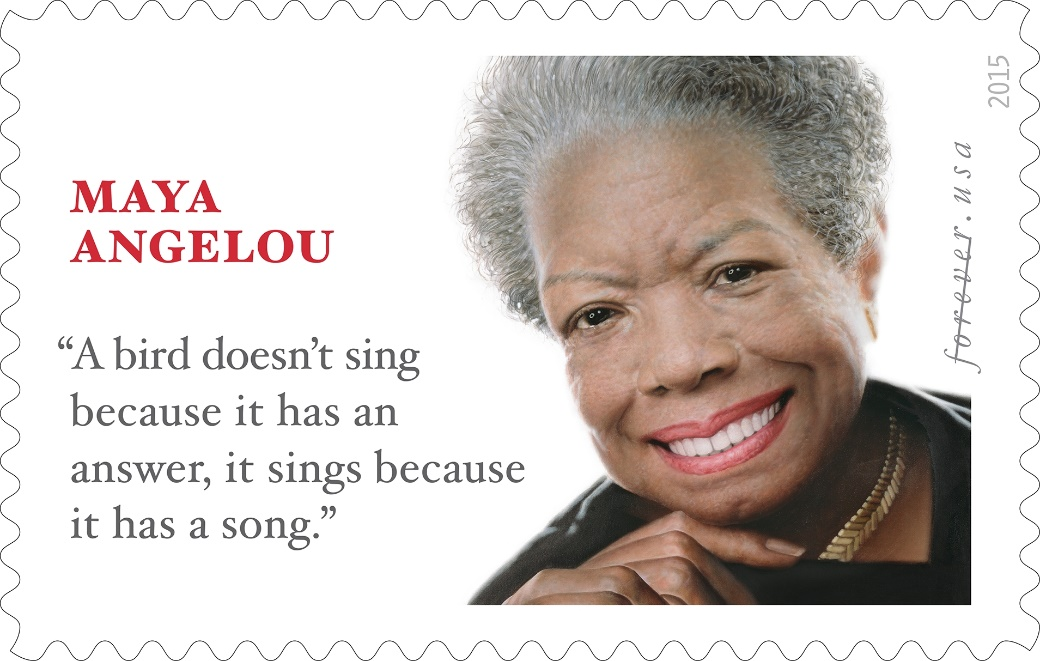 MAYA
ANGELOU
“A bird doesn’t sing
because it has an
answer, it sings because
it has a song.”
forever.usa
2015